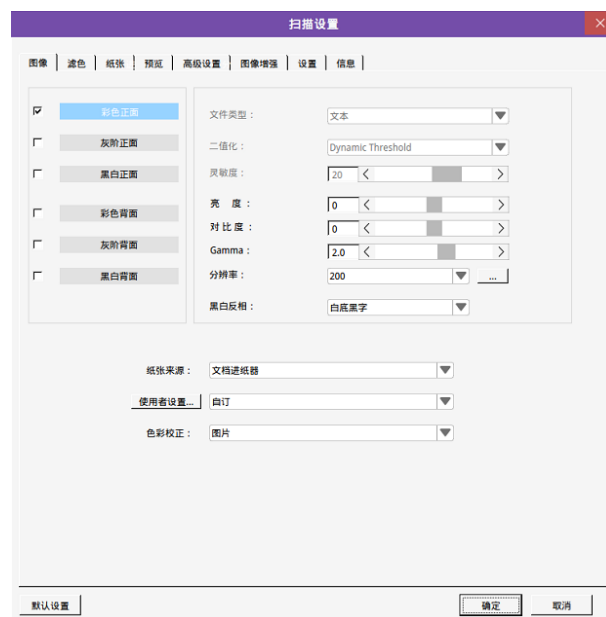 扫描设置
图像 滤色 纸张 预览 高级设置 图像增强 设置 信息
彩色正面
灰阶正面
黑白正面
彩色背面
灰阶背面
黑白背面
文件类型： 文本
二值化： Dynamic Threshold
灵敏度： 20
亮 度： 0
对比度： 0
Gamma： 2.0
分辨率： 200 ...
黑白反相： 白底黑字
纸张来源： 文档进纸器
使用者设置... 自订
色彩校正： 图片
默认设置 确定 取消